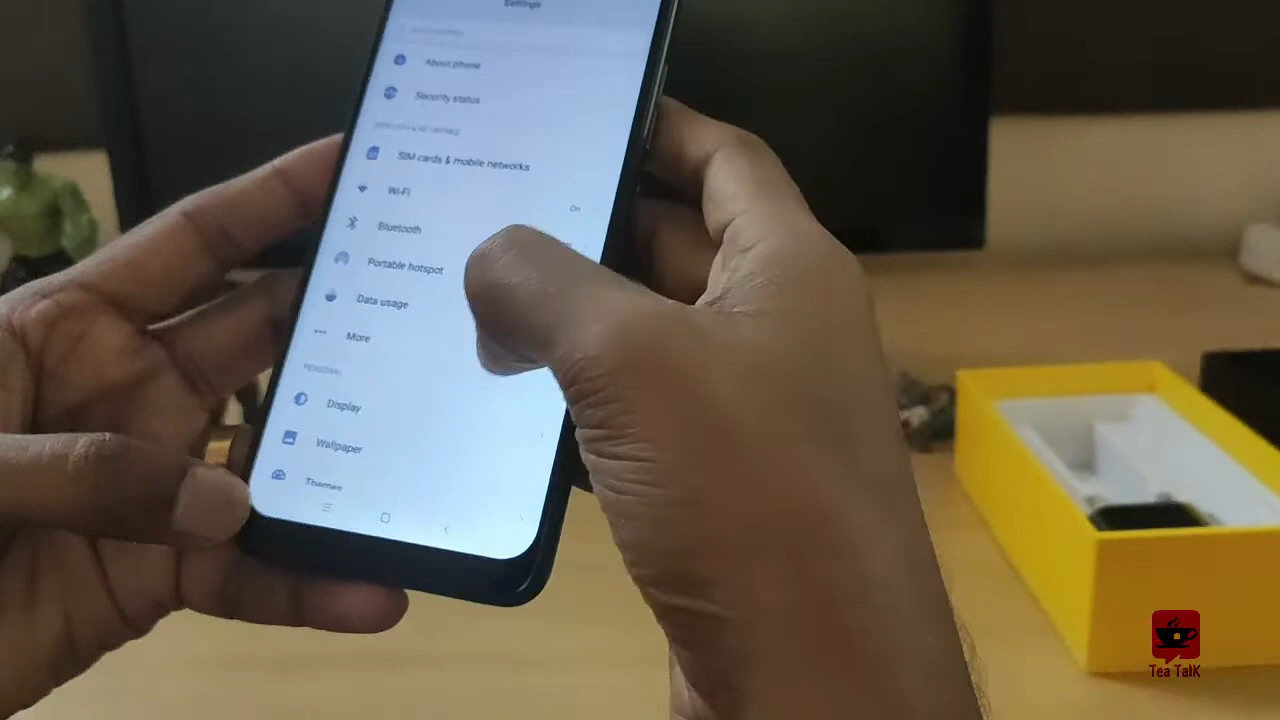 Settings
About phone
Security status
SIM cards & mobile networks
Wi-Fi
On
Bluetooth
Portable hotspot
Data usage
More
PERSONAL
Display
Wallpaper
Themes
Tea Talk